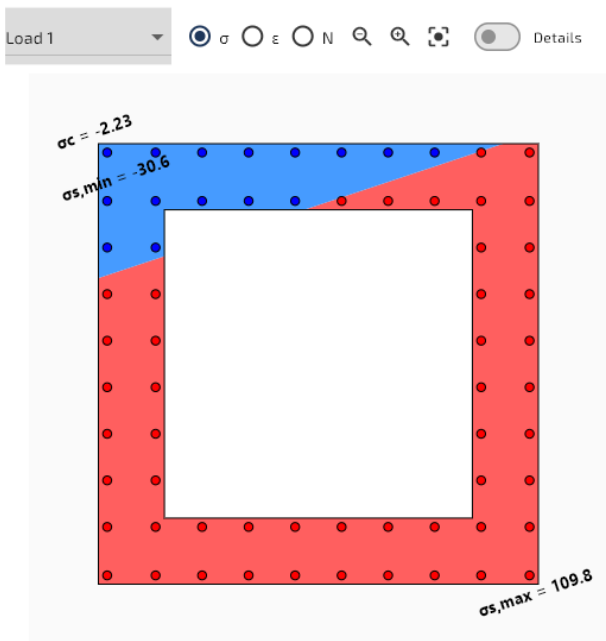 Load 1
σ ε N Details
σc = -2.23
σs,min = -30.6
σs,max = 109.8